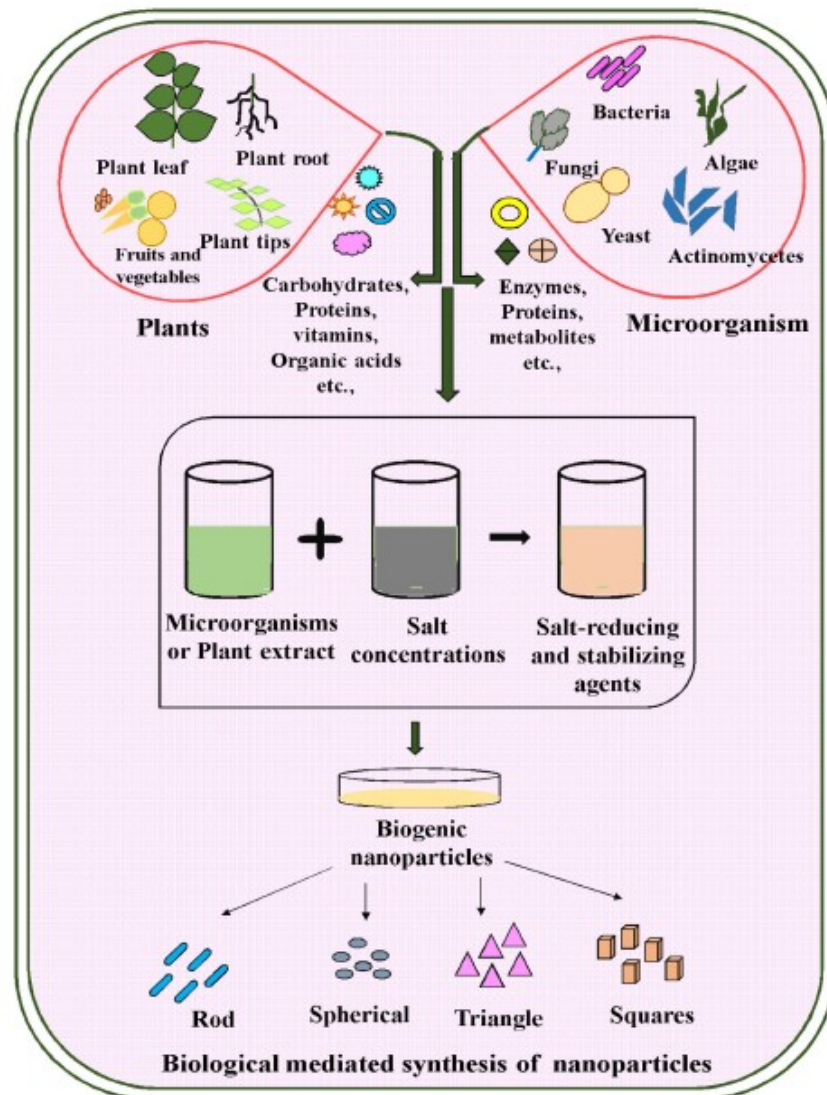 Plant leaf
Plant root
Fruits and
vegetables
Plant tips
Plants
Bacteria
Fungi
Algae
Yeast
Actinomycetes
Microorganism
Carbohydrates,
Proteins,
vitamins,
Organic acids
etc.,
Enzymes,
Proteins,
metabolites
etc.,
Microorganisms
or Plant extract
Salt
concentrations
Salt-reducing
and stabilizing
agents
Biogenic
nanoparticles
Rod
Spherical
Triangle
Squares
Biological mediated synthesis of nanoparticles